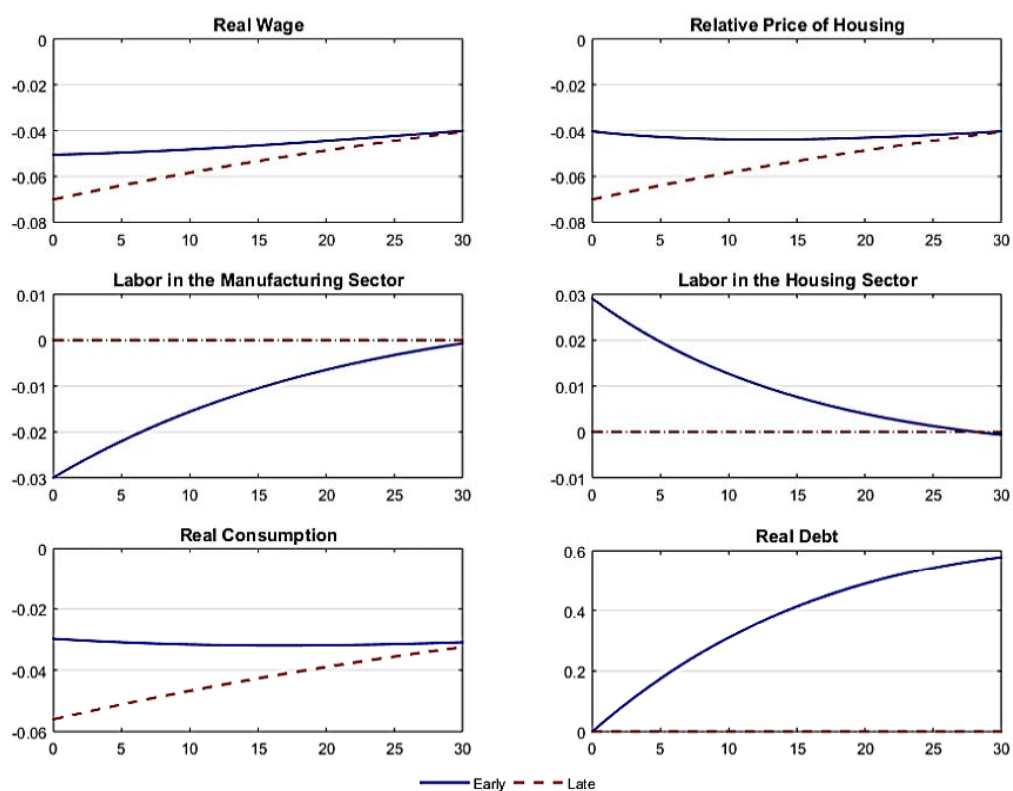 Real Wage
0
-0.02
-0.04
-0.06
-0.08
0 5 10 15 20 25 30
Relative Price of Housing
0
-0.02
-0.04
-0.06
-0.08
0 5 10 15 20 25 30
Labor in the Manufacturing Sector
0.01
0
-0.01
-0.02
-0.03
0 5 10 15 20 25 30
Labor in the Housing Sector
0.03
0.02
0.01
0
-0.01
0 5 10 15 20 25 30
Real Consumption
0
-0.02
-0.04
-0.06
0 5 10 15 20 25 30
Real Debt
0.6
0.4
0.2
0
0 5 10 15 20 25 30
Early Late